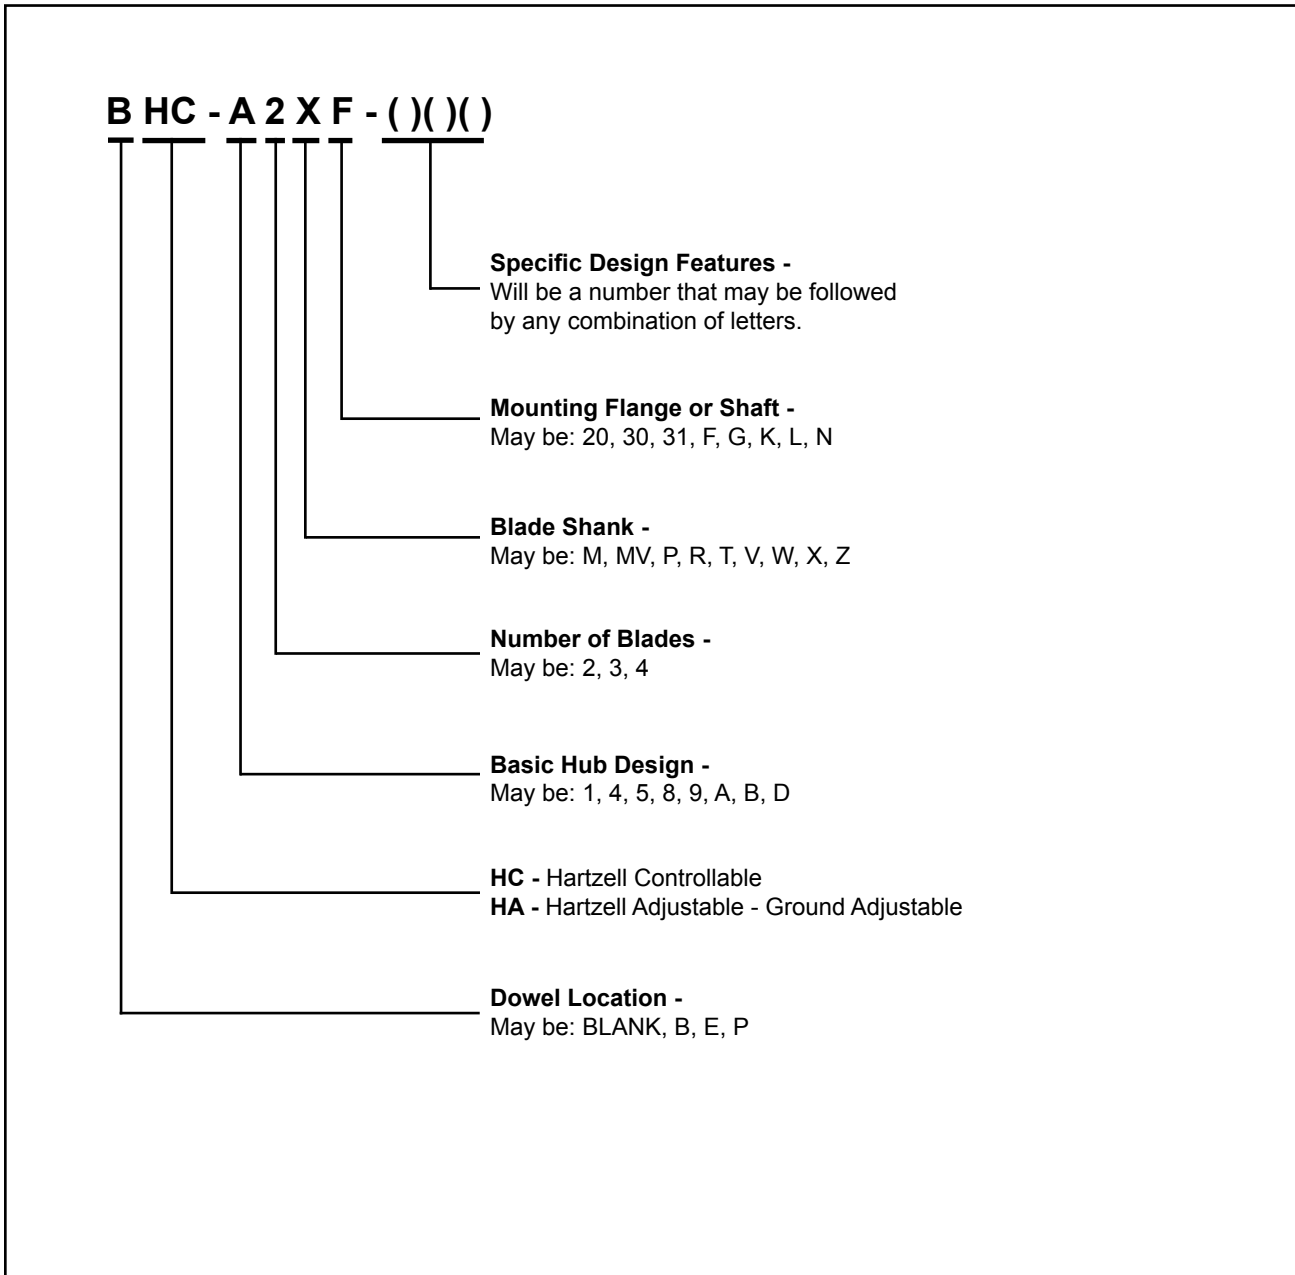 B HC - A 2 X F - ( )( )( )
Specific Design Features -
Will be a number that may be followed
by any combination of letters.
Mounting Flange or Shaft -
May be: 20, 30, 31, F, G, K, L, N
Blade Shank -
May be: M, MV, P, R, T, V, W, X, Z
Number of Blades -
May be: 2, 3, 4
Basic Hub Design -
May be: 1, 4, 5, 8, 9, A, B, D
HC - Hartzell Controllable
HA - Hartzell Adjustable - Ground Adjustable
Dowel Location -
May be: BLANK, B, E, P